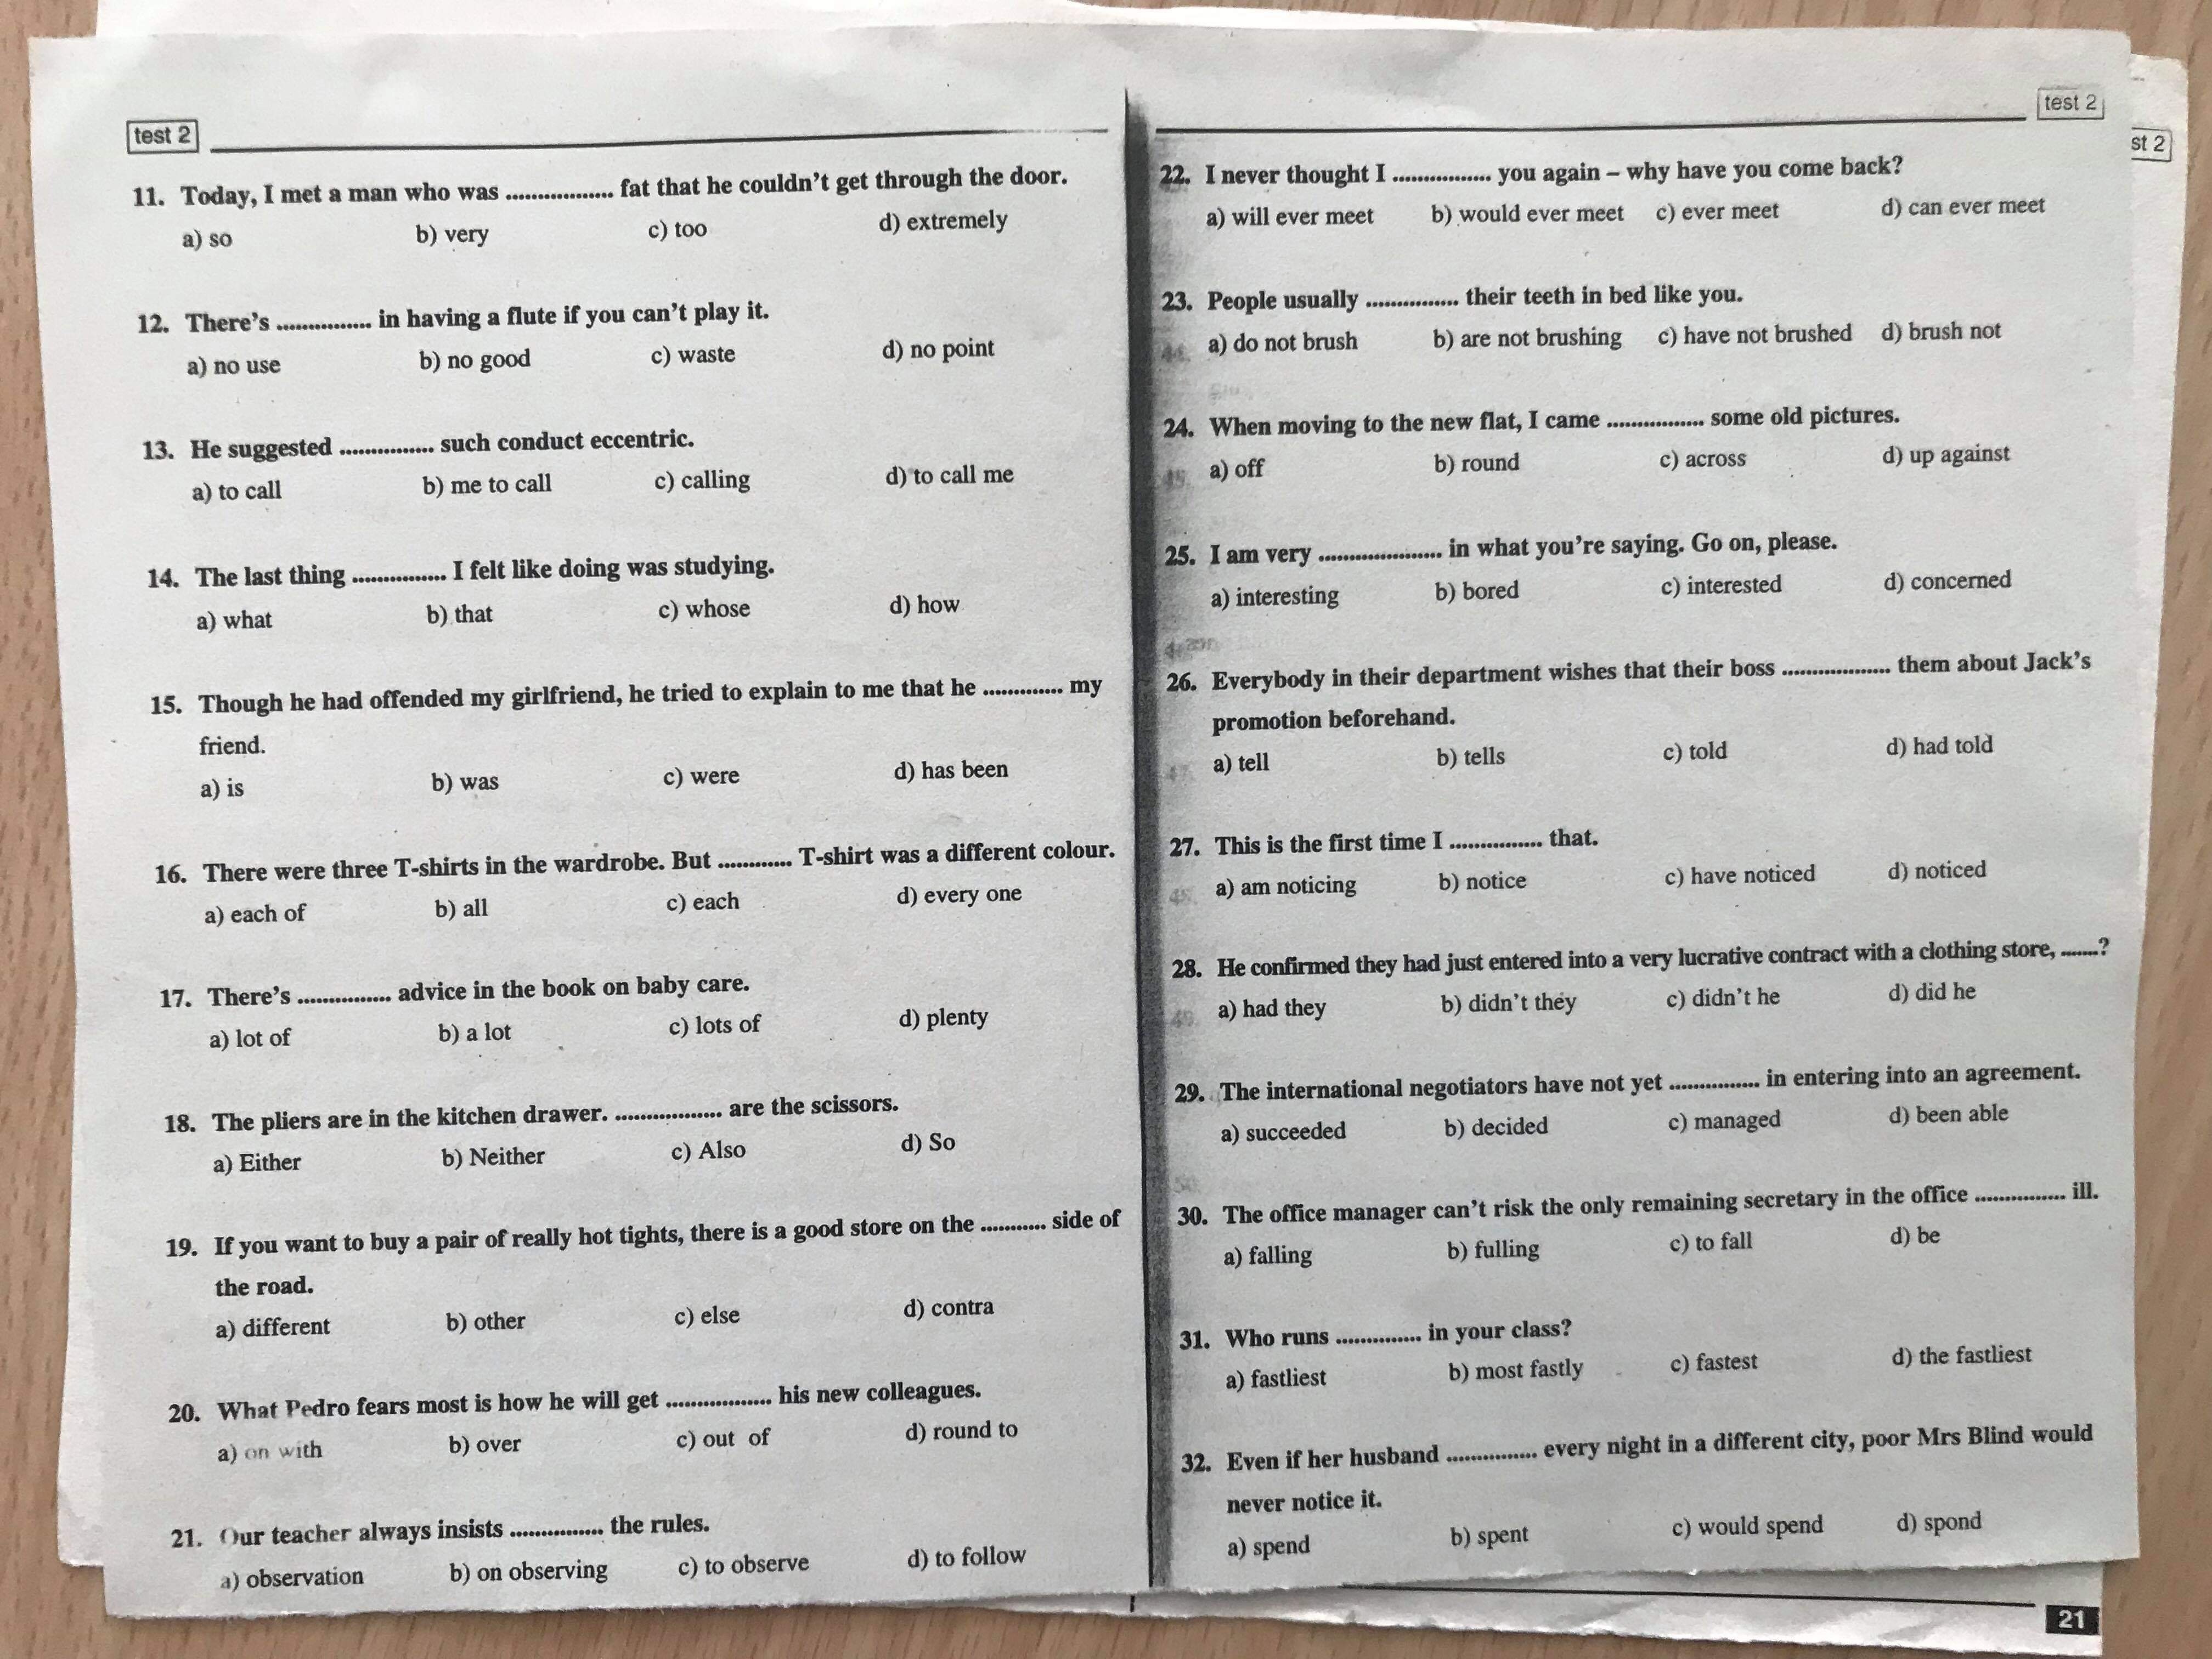 test 2
11. Today, I met a man who was ................. fat that he couldn't get through the door.
a) so b) very c) too d) extremely
12. There's ............... in having a flute if you can't play it.
a) no use b) no good c) waste d) no point
13. He suggested ............... such conduct eccentric.
a) to call b) me to call c) calling d) to call me
14. The last thing ............... I felt like doing was studying.
a) what b) that c) whose d) how
15. Though he had offended my girlfriend, he tried to explain to me that he ............. my
friend.
a) is b) was c) were d) has been
16. There were three T-shirts in the wardrobe. But ............ T-shirt was a different colour.
a) each of b) all c) each d) every one
17. There's ............... advice in the book on baby care.
a) lot of b) a lot c) lots of d) plenty
18. The pliers are in the kitchen drawer. ................. are the scissors.
a) Either b) Neither c) Also d) So
19. If you want to buy a pair of really hot tights, there is a good store on the ........... side of
the road.
a) different b) other c) else d) contra
20. What Pedro fears most is how he will get ................. his new colleagues.
a) on with b) over c) out of d) round to
21. Our teacher always insists ............... the rules.
a) observation b) on observing c) to observe d) to follow
test 2
22. I never thought I ................ you again – why have you come back?
a) will ever meet b) would ever meet c) ever meet d) can ever meet
23. People usually ............... their teeth in bed like you.
a) do not brush b) are not brushing c) have not brushed d) brush not
24. When moving to the new flat, I came ................ some old pictures.
a) off b) round c) across d) up against
25. I am very .................... in what you're saying. Go on, please.
a) interesting b) bored c) interested d) concerned
26. Everybody in their department wishes that their boss ................. them about Jack's
promotion beforehand.
a) tell b) tells c) told d) had told
27. This is the first time I ............... that.
a) am noticing b) notice c) have noticed d) noticed
28. He confirmed they had just entered into a very lucrative contract with a clothing store, .......?
a) had they b) didn't they c) didn't he d) did he
29. The international negotiators have not yet ............... in entering into an agreement.
a) succeeded b) decided c) managed d) been able
30. The office manager can't risk the only remaining secretary in the office ............... ill.
a) falling b) fulling c) to fall d) be
31. Who runs .............. in your class?
a) fastliest b) most fastly c) fastest d) the fastliest
32. Even if her husband ............... every night in a different city, poor Mrs Blind would
never notice it.
a) spend b) spent c) would spend d) spond
st 2
21